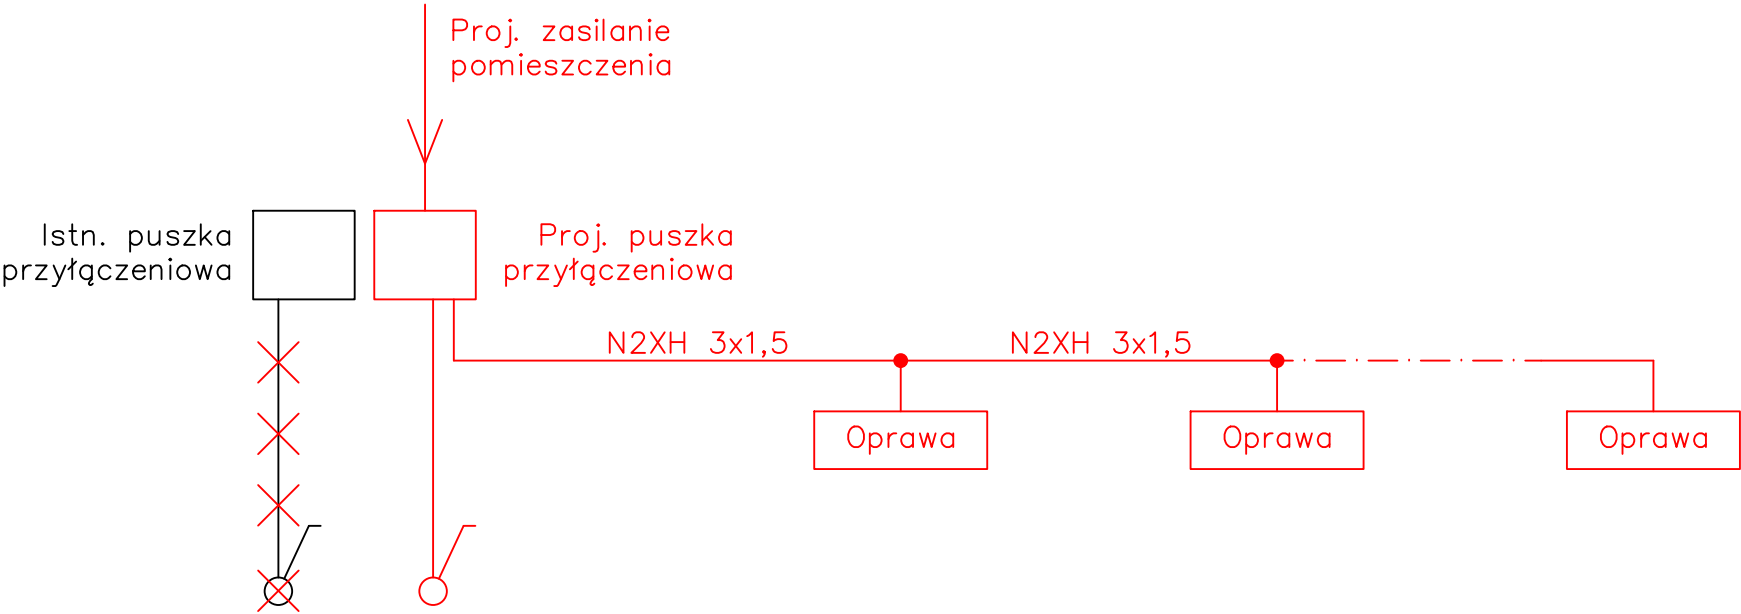 Proj. zasilanie
pomieszczenia
Istn. puszka
przyłączeniowa
Proj. puszka
przyłączeniowa
N2XH 3x1,5
N2XH 3x1,5
Oprawa
Oprawa
Oprawa